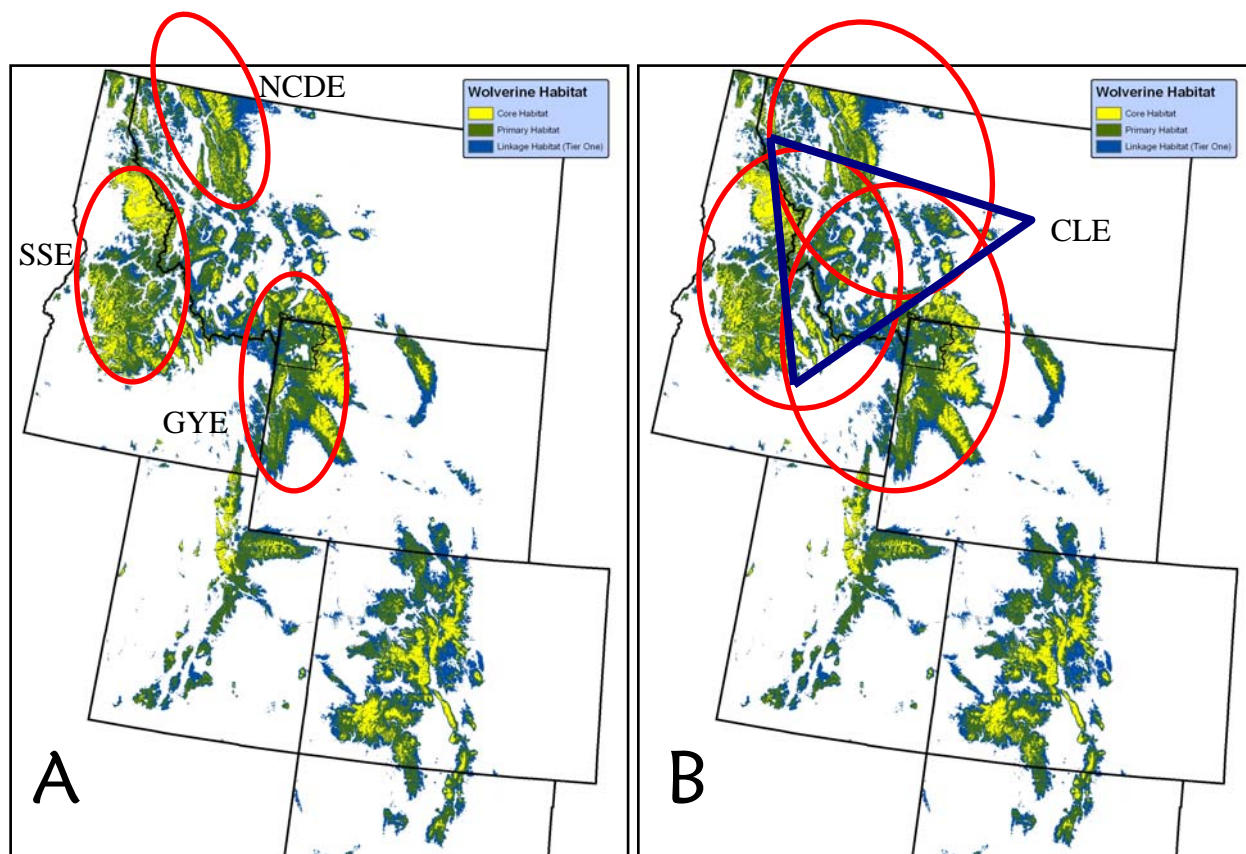 NCDE
Wolverine Habitat
Core Habitat
Primary Habitat
Linkage Habitat (Tier One)
SSE
GYE
A
Wolverine Habitat
Core Habitat
Primary Habitat
Linkage Habitat (Tier One)
CLE
B